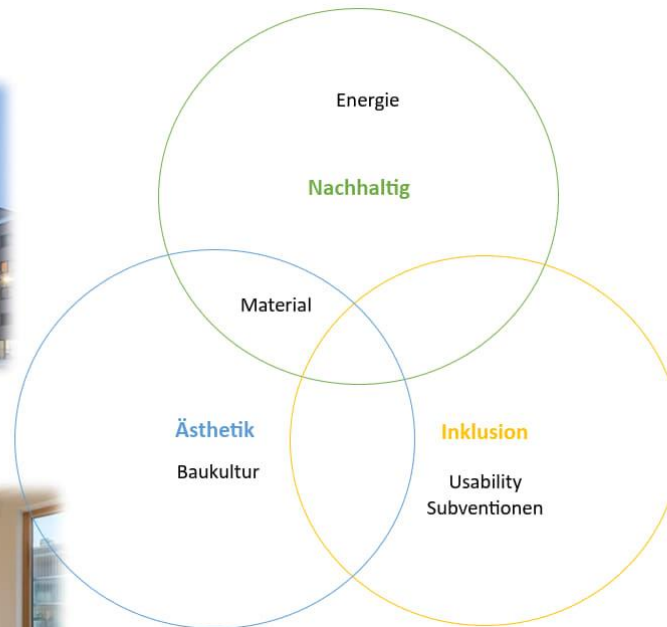 Energie
Nachhaltig
Material
Ästhetik
Baukultur
Inklusion
Usability
Subventionen